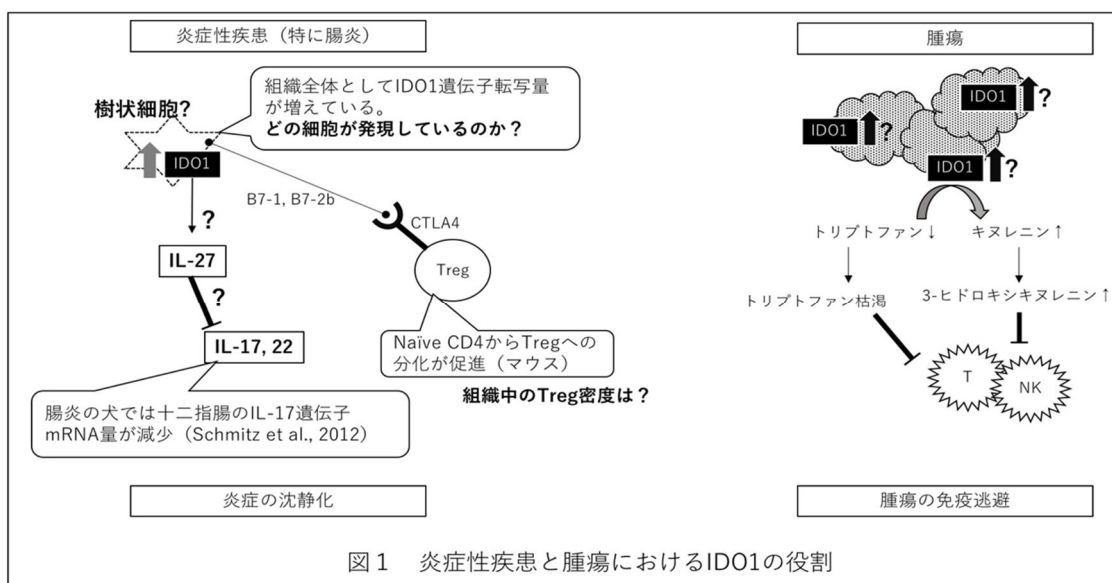 炎症性疾患（特に腸炎）
組織全体としてIDO1遺伝子転写量
が増えている。
どの細胞が発現しているのか？
樹状細胞?
IDO1
B7-1, B7-2b
CTLA4
Treg
?
IL-27
?
IL-17, 22
Naïve CD4からTregへの
分化が促進（マウス）
組織中のTreg密度は？
腸炎の犬では十二指腸のIL-17遺伝子
mRNA量が減少（Schmitz et al., 2012）
炎症の沈静化
腫瘍
IDO1 ?
IDO1 ?
IDO1 ?
トリプトファン↓
キヌレニン↑
トリプトファン枯渇
3-ヒドロキシキヌレニン↑
T
NK
腫瘍の免疫逃避
図１　炎症性疾患と腫瘍におけるIDO1の役割